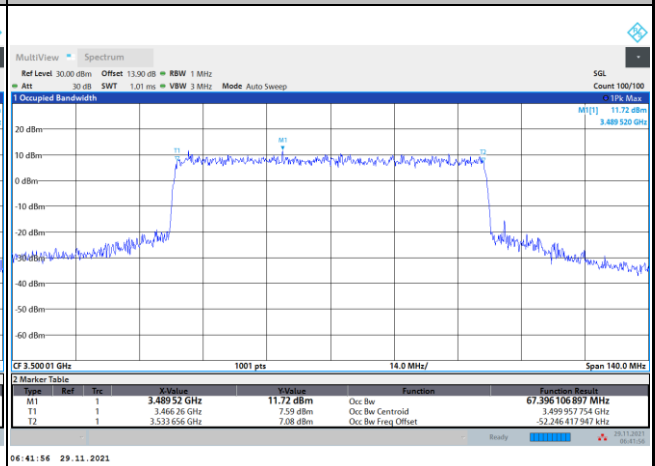 MultiView Spectrum
Ref Level 30.00 dBm Offset 13.90 dB RBW 1 MHz SGL
Att 30 dB SWT 1.01 ms VBW 3 MHz Mode Auto Sweep Count 100/100
1 Occupied Bandwidth 1Pk Max
M1[1] 11.72 dBm
3.489 520 GHz
20 dBm
M1
T1 T2
10 dBm
0 dBm
-10 dBm
-20 dBm
-30 dBm
-40 dBm
-50 dBm
-60 dBm
CF 3.500 01 GHz 1001 pts 14.0 MHz/ Span 140.0 MHz
2 Marker Table
Type Ref Trc X-Value Y-Value Function Function Result
M1 1 3.489 52 GHz 11.72 dBm Occ Bw 67.396 106 897 MHz
T1 1 3.466 26 GHz 7.59 dBm Occ Bw Centroid 3.499 957 754 GHz
T2 1 3.533 656 GHz 7.08 dBm Occ Bw Freq Offset -52.246 417 947 kHz
Ready 29.11.2021
06:41:56
06:41:56 29.11.2021